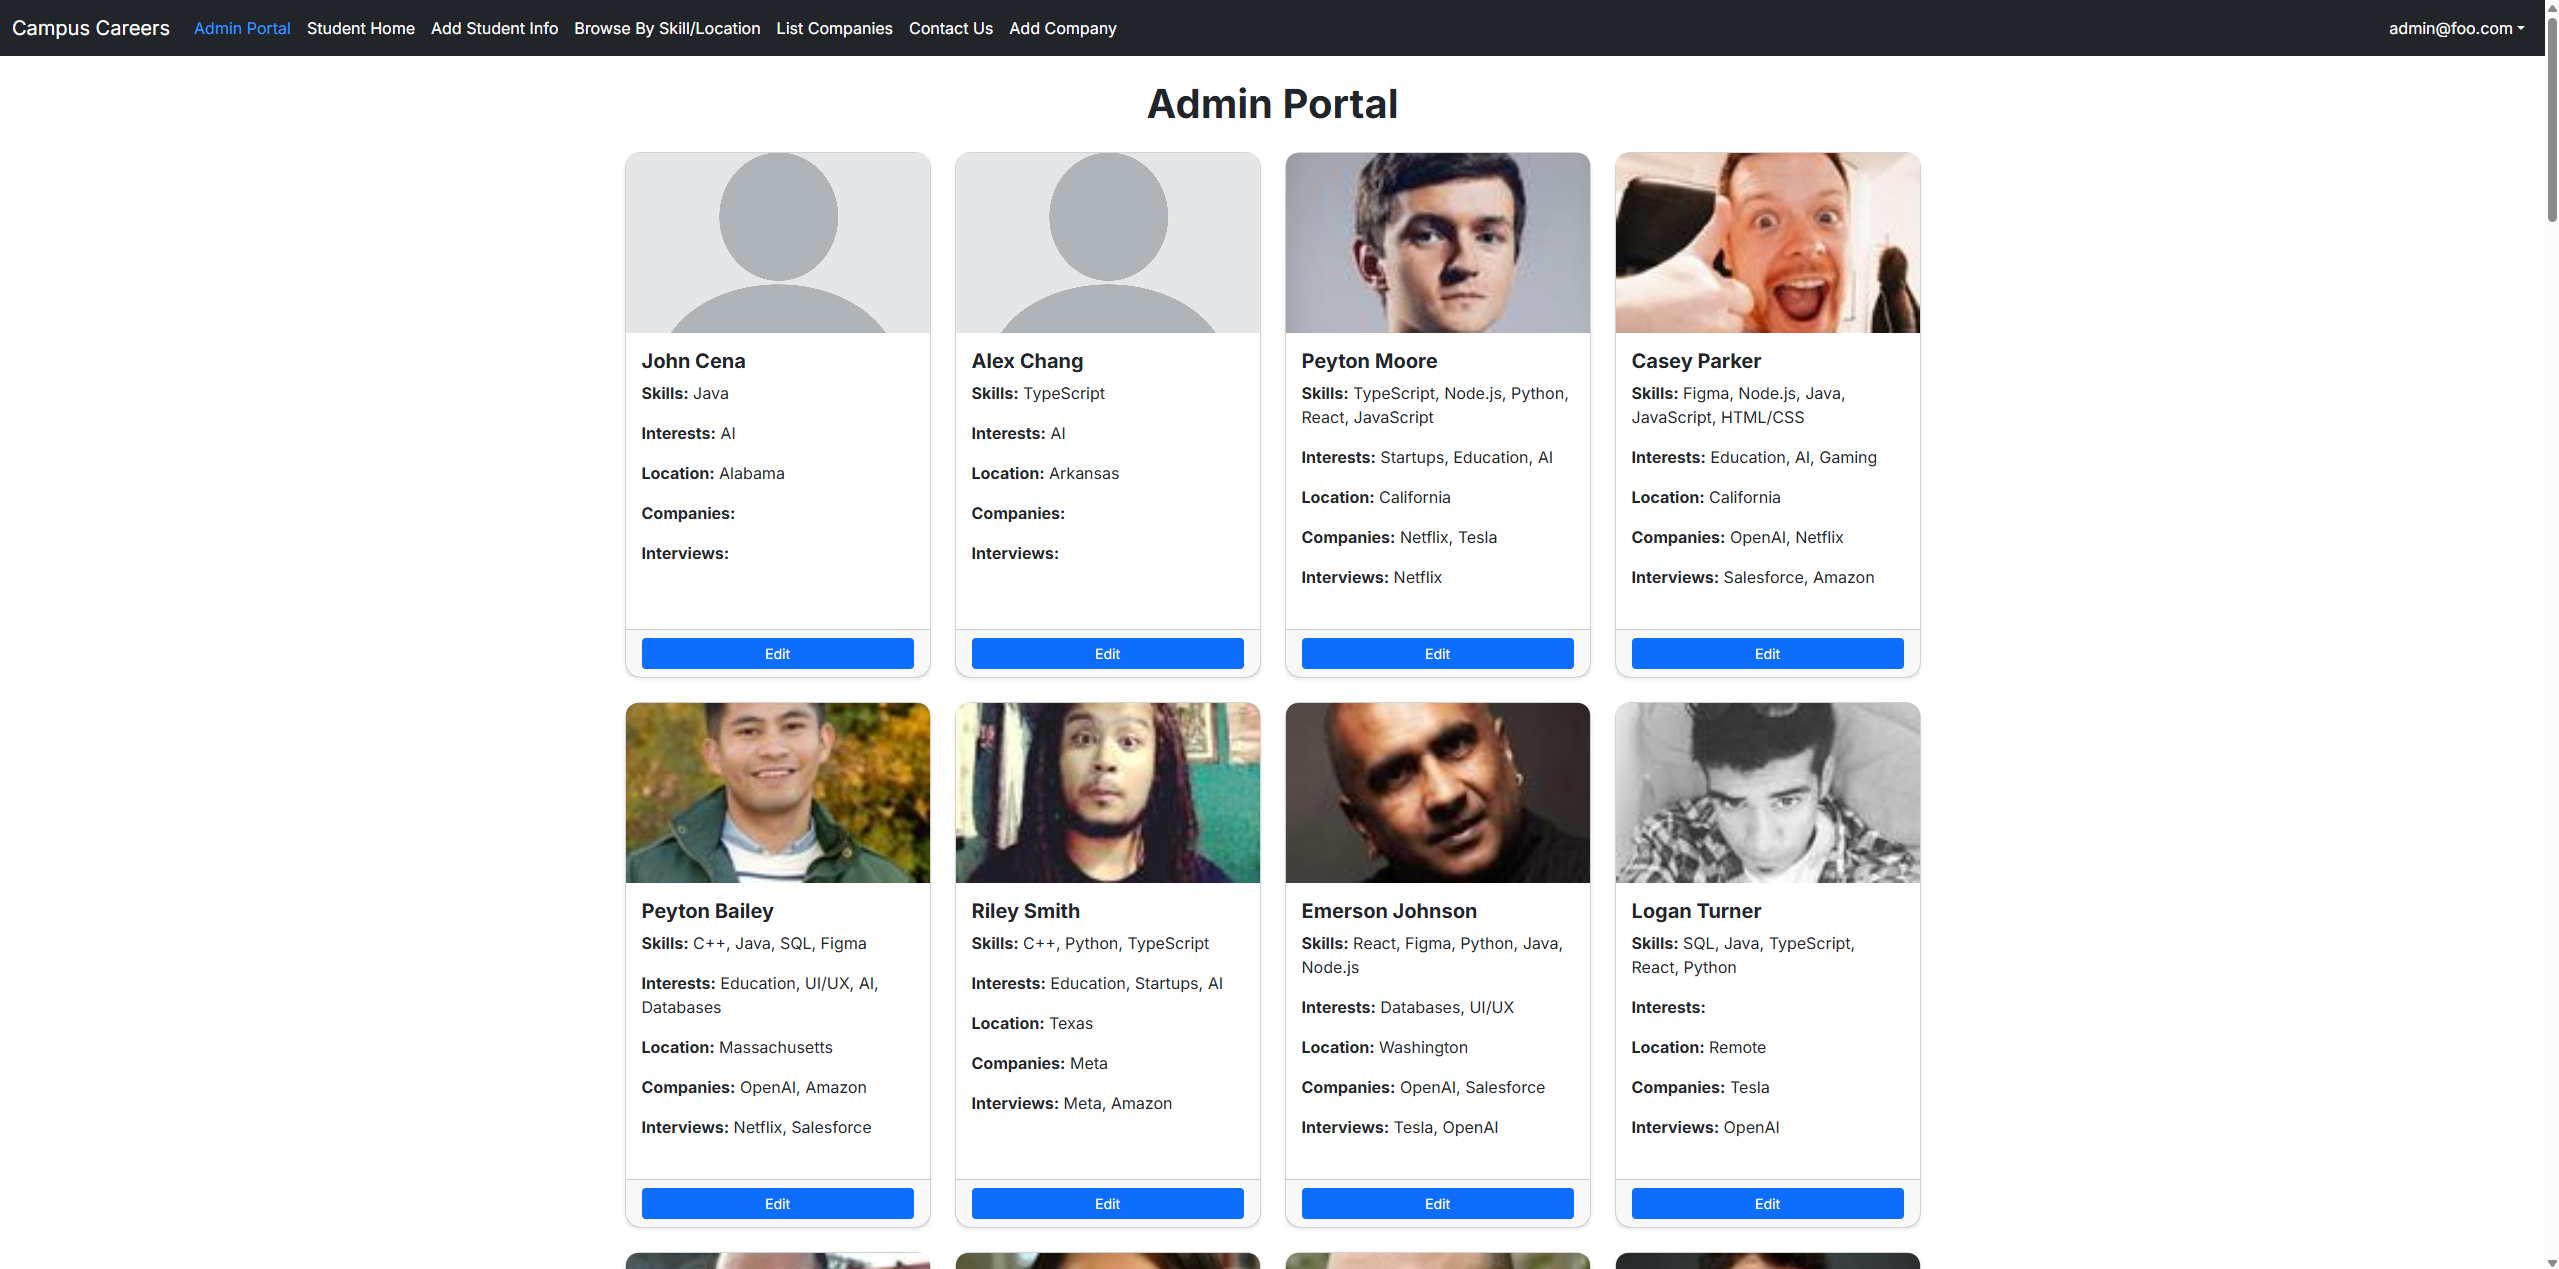 Campus Careers Admin Portal Student Home Add Student Info Browse By Skill/Location List Companies Contact Us Add Company admin@foo.com
Admin Portal
John Cena
Skills: Java
Interests: AI
Location: Alabama
Companies:
Interviews:
Edit
Alex Chang
Skills: TypeScript
Interests: AI
Location: Arkansas
Companies:
Interviews:
Edit
Peyton Moore
Skills: TypeScript, Node.js, Python,
React, JavaScript
Interests: Startups, Education, AI
Location: California
Companies: Netflix, Tesla
Interviews: Netflix
Edit
Casey Parker
Skills: Figma, Node.js, Java,
JavaScript, HTML/CSS
Interests: Education, AI, Gaming
Location: California
Companies: OpenAI, Netflix
Interviews: Salesforce, Amazon
Edit
Peyton Bailey
Skills: C++, Java, SQL, Figma
Interests: Education, UI/UX, AI,
Databases
Location: Massachusetts
Companies: OpenAI, Amazon
Interviews: Netflix, Salesforce
Edit
Riley Smith
Skills: C++, Python, TypeScript
Interests: Education, Startups, AI
Location: Texas
Companies: Meta
Interviews: Meta, Amazon
Edit
Emerson Johnson
Skills: React, Figma, Python, Java,
Node.js
Interests: Databases, UI/UX
Location: Washington
Companies: OpenAI, Salesforce
Interviews: Tesla, OpenAI
Edit
Logan Turner
Skills: SQL, Java, TypeScript,
React, Python
Interests:
Location: Remote
Companies: Tesla
Interviews: OpenAI
Edit